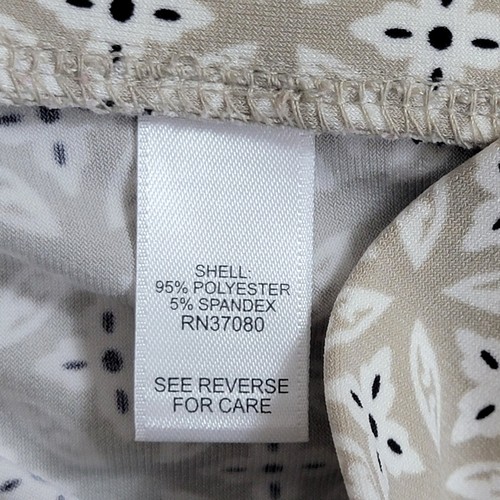 SHELL:
95% POLYESTER
5% SPANDEX
RN37080
SEE REVERSE
FOR CARE